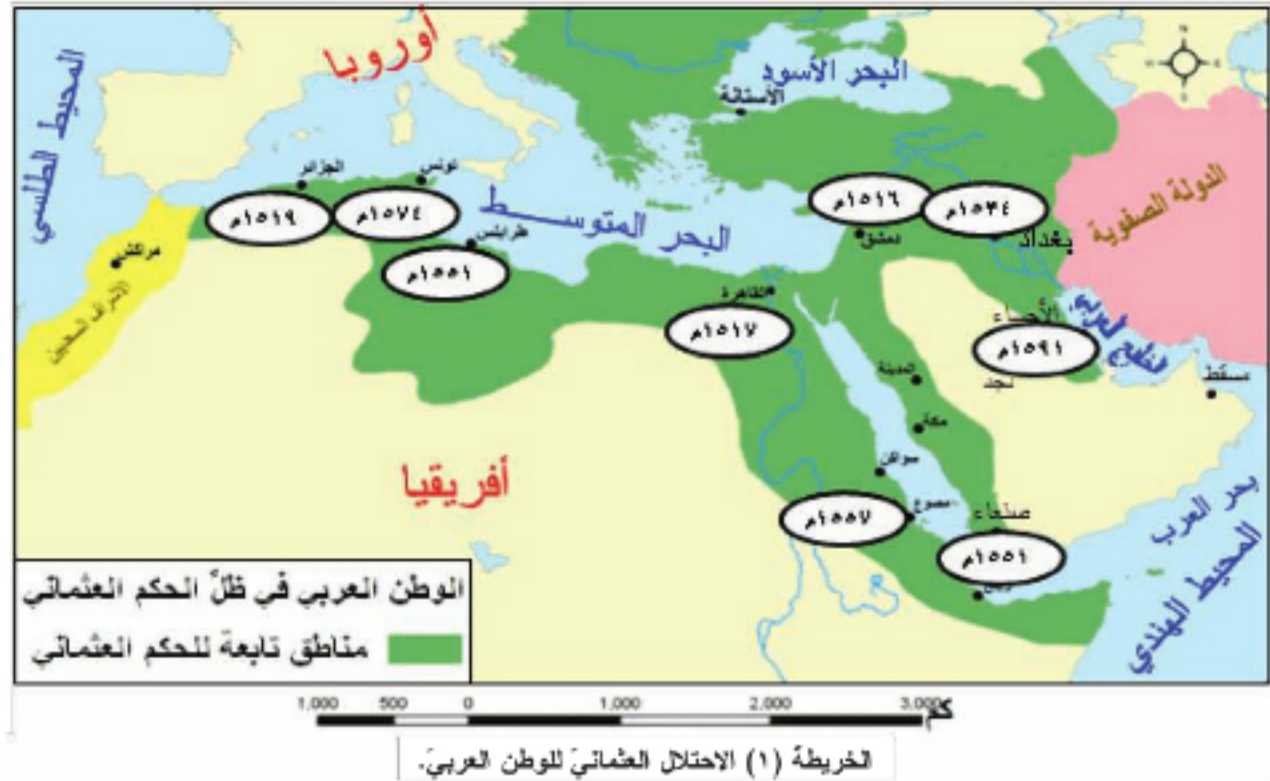 أوروبا
المحيط الطلسي
البحر الأسود
الأستانة
الجزائر
تونس
١٥١٩م
١٥٧٤م
البحر المتوسط
١٥١٦م
١٥٣٤م
الدولة الصفوية
مراكش
طرابلس
دمشق
بغداد
١٥٥١م
الأشراف السعديين
القاهرة
١٥١٧م
الأحساء
الخليج العربي
١٥٩١م
نجد
المدينة
مسقط
مكة
أفريقيا
سواكن
١٥٥٧م
مصوع
صنعاء
بحر العرب
١٥٥١م
المحيط الهندي
N
E
S
الوطن العربي في ظلّ الحكم العثماني
مناطق تابعة للحكم العثماني
1,000 500 0 1,000 2,000 3,000 كم
الخريطة (١) الاحتلال العثمانيّ للوطن العربيّ.